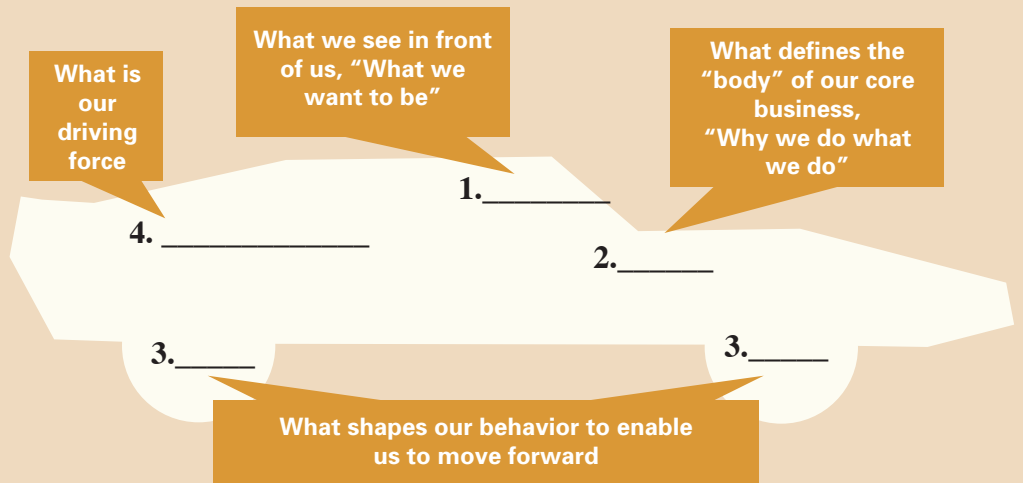 What is
our
driving
force
What we see in front
of us, “What we
want to be”
What defines the
“body” of our core
business,
“Why we do what
we do”
1.________
4. _____________
2.______
3._____
3._____
What shapes our behavior to enable
us to move forward